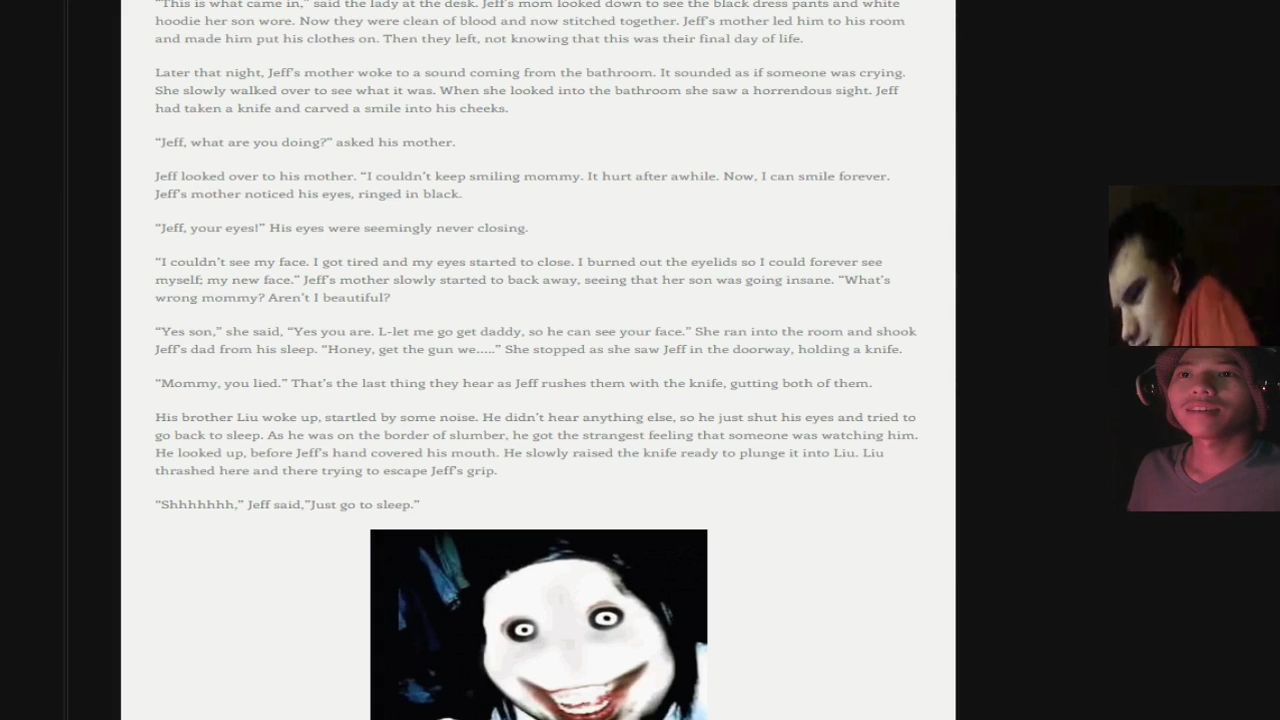 "This is what came in," said the lady at the desk. Jeff's mom looked down to see the black dress pants and white
hoodie her son wore. Now they were clean of blood and now stitched together. Jeff's mother led him to his room
and made him put his clothes on. Then they left, not knowing that this was their final day of life.
Later that night, Jeff's mother woke to a sound coming from the bathroom. It sounded as if someone was crying.
She slowly walked over to see what it was. When she looked into the bathroom she saw a horrendous sight. Jeff
had taken a knife and carved a smile into his cheeks.
"Jeff, what are you doing?" asked his mother.
Jeff looked over to his mother. "I couldn't keep smiling mommy. It hurt after awhile. Now, I can smile forever.
Jeff's mother noticed his eyes, ringed in black.
"Jeff, your eyes!" His eyes were seemingly never closing.
"I couldn't see my face. I got tired and my eyes started to close. I burned out the eyelids so I could forever see
myself; my new face." Jeff's mother slowly started to back away, seeing that her son was going insane. "What's
wrong mommy? Aren't I beautiful?
"Yes son," she said, "Yes you are. L-let me go get daddy, so he can see your face." She ran into the room and shook
Jeff's dad from his sleep. "Honey, get the gun we....." She stopped as she saw Jeff in the doorway, holding a knife.
"Mommy, you lied." That's the last thing they hear as Jeff rushes them with the knife, gutting both of them.
His brother Liu woke up, startled by some noise. He didn't hear anything else, so he just shut his eyes and tried to
go back to sleep. As he was on the border of slumber, he got the strangest feeling that someone was watching him.
He looked up, before Jeff's hand covered his mouth. He slowly raised the knife ready to plunge it into Liu. Liu
thrashed here and there trying to escape Jeff's grip.
"Shhhhhhh," Jeff said,"Just go to sleep."